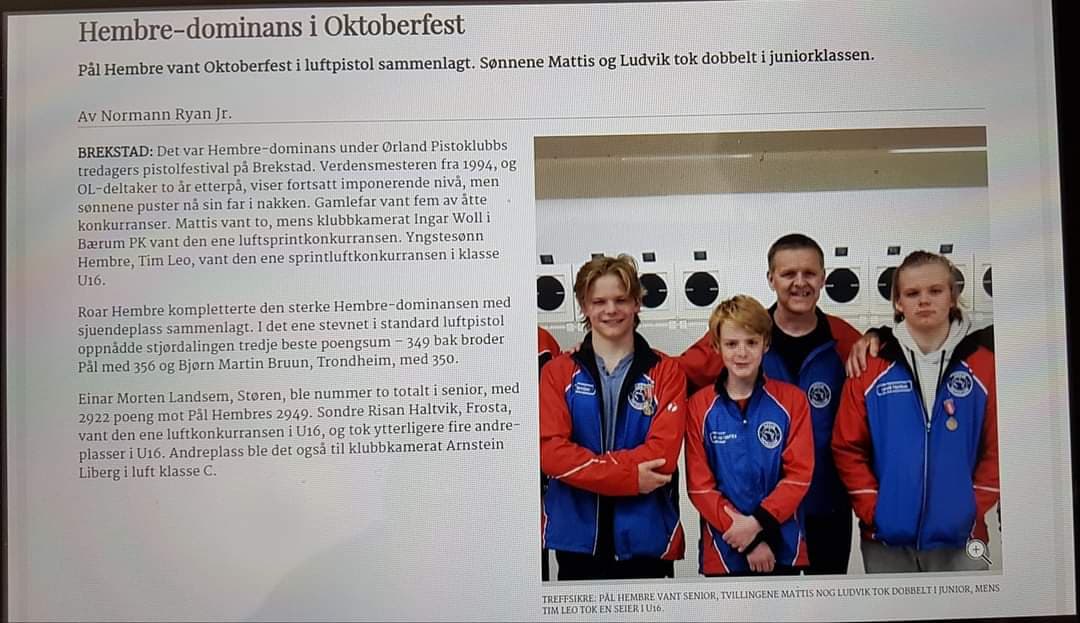 Hembre-dominans i Oktoberfest
Pål Hembre vant Oktoberfest i luftpistol sammenlagt. Sønnene Mattis og Ludvik tok dobbelt i juniorklassen.
Av Normann Ryan Jr.
BREKSTAD: Det var Hembre-dominans under Ørland Pistoklubbs
tredagers pistolfestival på Brekstad. Verdensmesteren fra 1994, og
OL-deltaker to år etterpå, viser fortsatt imponerende nivå, men
sønnene puster nå sin far i nakken. Gamlefar vant fem av åtte
konkurranser. Mattis vant to, mens klubbkamerat Ingar Woll i
Bærum PK vant den ene luftsprintkonkurransen. Yngstesønn
Hembre, Tim Leo, vant den ene sprintluftkonkurransen i klasse
U16.
Roar Hembre kompletterte den sterke Hembre-dominansen med
sjuendeplass sammenlagt. I det ene stevnet i standard luftpistol
oppnådde stjørdalingen tredje beste poengsum – 349 bak broder
Pål med 356 og Bjørn Martin Bruun, Trondheim, med 350.
Einar Morten Landsem, Støren, ble nummer to totalt i senior, med
2922 poeng mot Pål Hembres 2949. Sondre Risan Haltvik, Frosta,
vant den ene luftkonkurransen i U16, og tok ytterligere fire andre-
plasser i U16. Andreplass ble det også til klubbkamerat Arnstein
Liberg i luft klasse C.
TREFFSIKRE: PÅL HEMBRE VANT SENIOR, TVILLINGENE MATTIS NOG LUDVIK TOK DOBBELT I JUNIOR, MENS
TIM LEO TOK EN SEIER I U16.